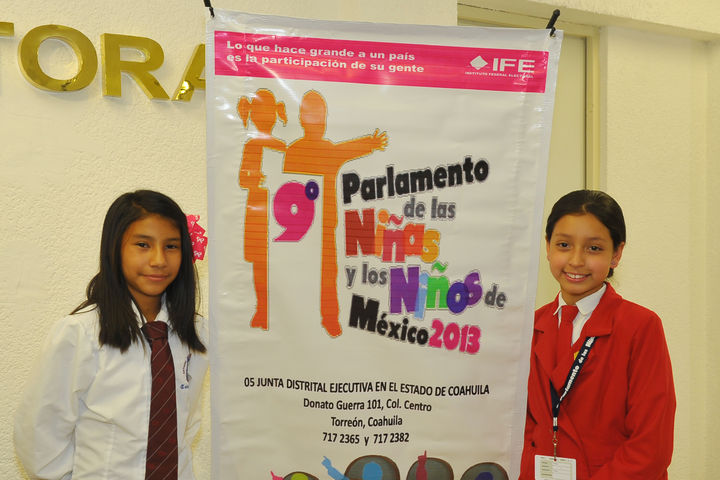 TORA
Lo que hace grande a un país
es la participación de su gente
IFE
INSTITUTO FEDERAL ELECTORAL
9°
Parlamento
de las
Niñas
y los Niños de
México 2013
05 JUNTA DISTRITAL EJECUTIVA EN EL ESTADO DE COAHUILA
Donato Guerra 101, Col. Centro
Torreón, Coahuila
717 2365 y 717 2382